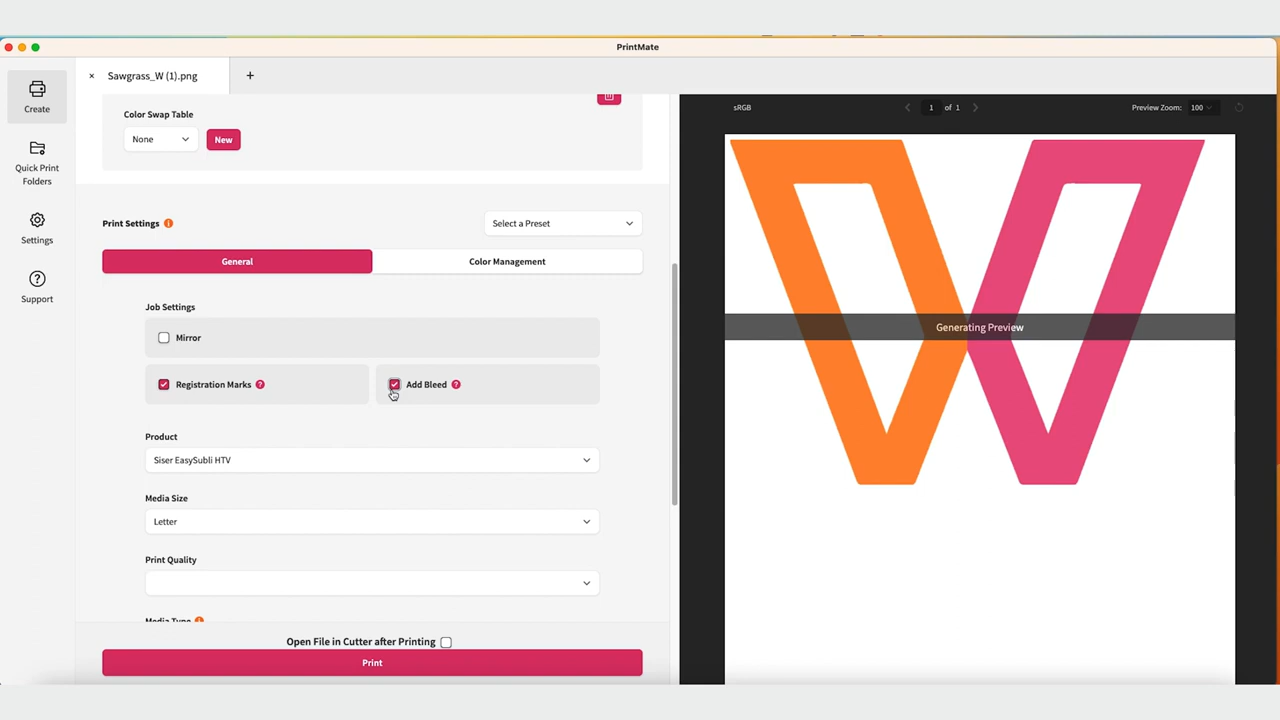 PrintMate
× Sawgrass_W (1).png +
Create
Quick Print
Folders
Settings
Support
Color Swap Table
None
New
Print Settings
Select a Preset
General
Color Management
Job Settings
Mirror
Registration Marks ?
Add Bleed ?
Product
Siser EasySubli HTV
Media Size
Letter
Print Quality
Media Type
Open File in Cutter after Printing
Print
sRGB
1 of 1
Preview Zoom: 100
Generating Preview